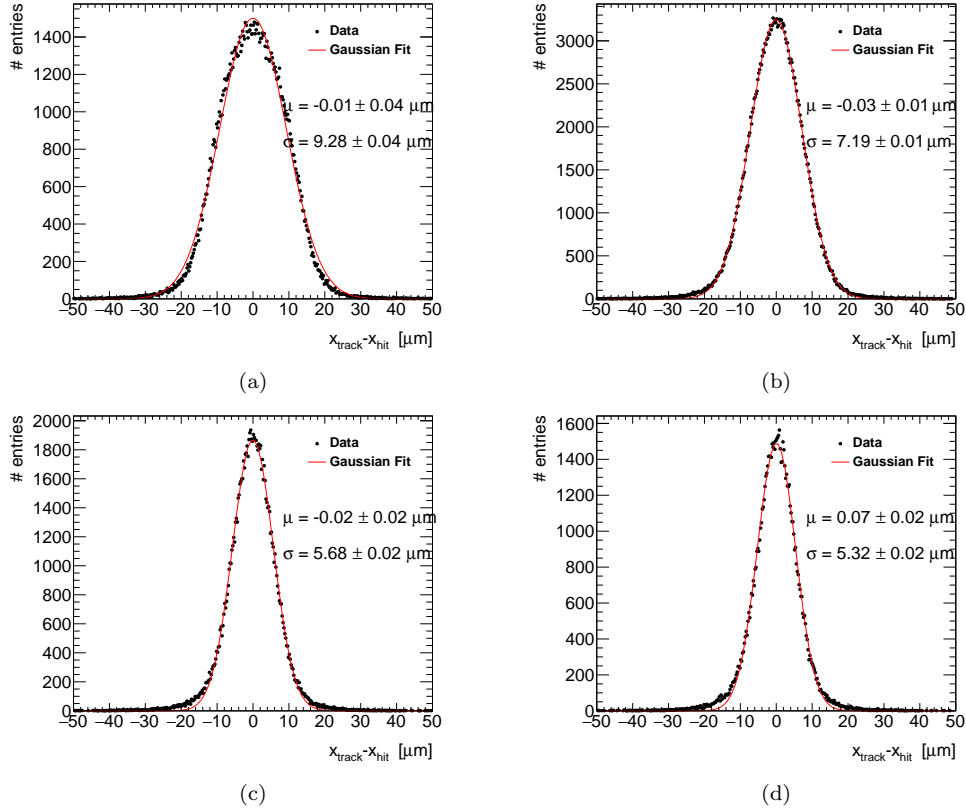 # entries
1400
1200
1000
800
600
400
200
0
Data
Gaussian Fit
μ = -0.01 ± 0.04 μm
σ = 9.28 ± 0.04 μm
−50 −40 −30 −20 −10 0 10 20 30 40 50
x_track-x_hit [μm]
(a)
# entries
3000
2500
2000
1500
1000
500
0
Data
Gaussian Fit
μ = -0.03 ± 0.01 μm
σ = 7.19 ± 0.01 μm
−50 −40 −30 −20 −10 0 10 20 30 40 50
x_track-x_hit [μm]
(b)
# entries
2000
1800
1600
1400
1200
1000
800
600
400
200
0
Data
Gaussian Fit
μ = -0.02 ± 0.02 μm
σ = 5.68 ± 0.02 μm
−50 −40 −30 −20 −10 0 10 20 30 40 50
x_track-x_hit [μm]
(c)
# entries
1600
1400
1200
1000
800
600
400
200
0
Data
Gaussian Fit
μ = 0.07 ± 0.02 μm
σ = 5.32 ± 0.02 μm
−50 −40 −30 −20 −10 0 10 20 30 40 50
x_track-x_hit [μm]
(d)